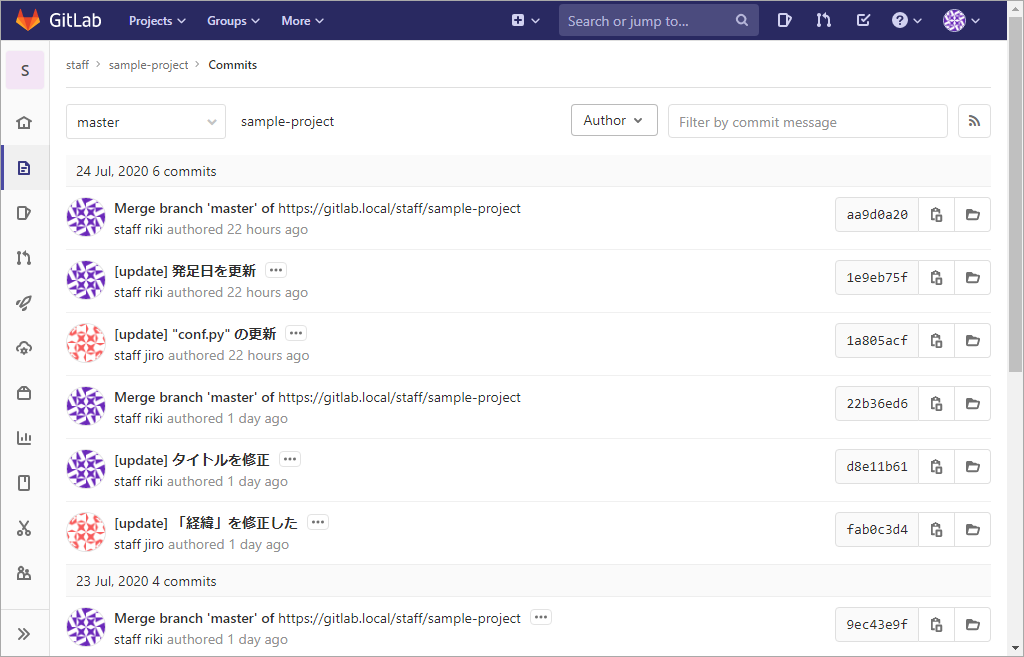 GitLab Projects Groups More Search or jump to...
S
staff > sample-project > Commits
master sample-project Author Filter by commit message
24 Jul, 2020 6 commits
Merge branch 'master' of https://gitlab.local/staff/sample-project
staff riki authored 22 hours ago
aa9d0a20
[update] 発足日を更新 ...
staff riki authored 22 hours ago
1e9eb75f
[update] "conf.py" の更新 ...
staff jiro authored 22 hours ago
1a805acf
Merge branch 'master' of https://gitlab.local/staff/sample-project
staff riki authored 1 day ago
22b36ed6
[update] タイトルを修正 ...
staff riki authored 1 day ago
d8e11b61
[update] 「経緯」を修正した ...
staff jiro authored 1 day ago
fab0c3d4
23 Jul, 2020 4 commits
Merge branch 'master' of https://gitlab.local/staff/sample-project ...
staff riki authored 1 day ago
9ec43e9f